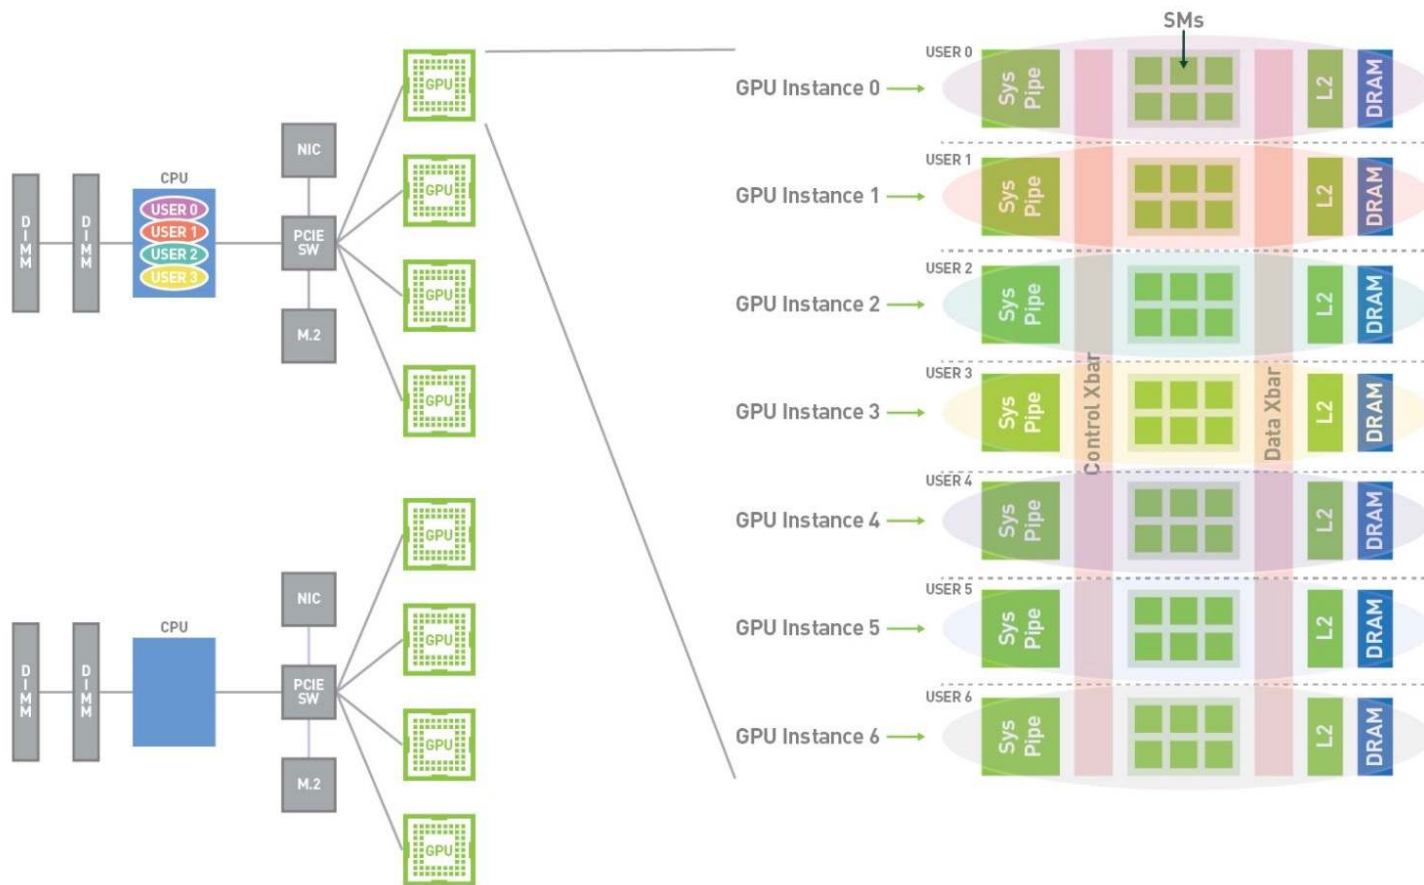 GPU
GPU
GPU
GPU
NIC
PCIE
SW
M.2
CPU
USER 0
USER 1
USER 2
USER 3
DIMM
DIMM
GPU
GPU
GPU
GPU
NIC
PCIE
SW
M.2
CPU
DIMM
DIMM
SMs
GPU Instance 0
USER 0
Sys
Pipe
L2
DRAM
GPU Instance 1
USER 1
Sys
Pipe
L2
DRAM
GPU Instance 2
USER 2
Sys
Pipe
L2
DRAM
GPU Instance 3
USER 3
Sys
Pipe
Control Xbar
Data Xbar
L2
DRAM
GPU Instance 4
USER 4
Sys
Pipe
L2
DRAM
GPU Instance 5
USER 5
Sys
Pipe
L2
DRAM
GPU Instance 6
USER 6
Sys
Pipe
L2
DRAM